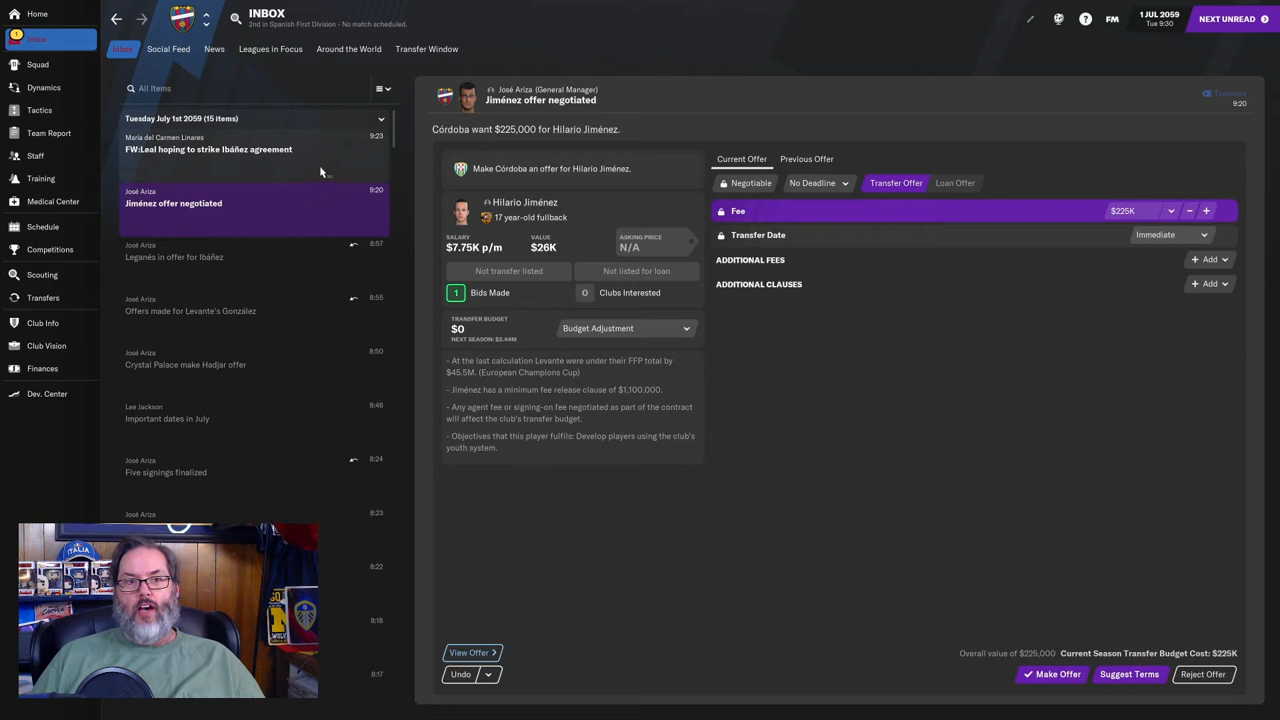 Home
Inbox
Squad
Dynamics
Tactics
Team Report
Staff
Training
Medical Center
Schedule
Competitions
Scouting
Transfers
Club Info
Club Vision
Finances
Dev. Center
INBOX
2nd in Spanish First Division - No match scheduled.
FM
1 JUL 2059
Tue 9:30
NEXT UNREAD
Inbox
Social Feed
News
Leagues in Focus
Around the World
Transfer Window
All Items
Tuesday July 1st 2059 (15 items)
María del Carmen Linares
9:23
FW:Leal hoping to strike Ibáñez agreement
José Ariza
9:20
Jiménez offer negotiated
José Ariza
8:57
Leganés in offer for Ibáñez
José Ariza
8:55
Offers made for Levante's González
José Ariza
8:50
Crystal Palace make Hadjar offer
Lee Jackson
8:46
Important dates in July
José Ariza
8:24
Five signings finalized
José Ariza
8:23
8:22
8:18
8:17
José Ariza (General Manager)
Jiménez offer negotiated
Transfers
9:20
Córdoba want $225,000 for Hilario Jiménez.
Make Córdoba an offer for Hilario Jiménez.
Hilario Jiménez
17 year-old fullback
SALARY
$7.75K p/m
VALUE
$26K
ASKING PRICE
N/A
Not transfer listed
Not listed for loan
1 Bids Made
0 Clubs Interested
TRANSFER BUDGET
$0
NEXT SEASON: $2.44M
Budget Adjustment
- At the last calculation Levante were under their FFP total by
$45.5M. (European Champions Cup)
- Jiménez has a minimum fee release clause of $1,100,000.
- Any agent fee or signing-on fee negotiated as part of the contract
will affect the club's transfer budget.
- Objectives that this player fulfils: Develop players using the club's
youth system.
Current Offer
Previous Offer
Negotiable
No Deadline
Transfer Offer
Loan Offer
Fee
$225K
Transfer Date
Immediate
ADDITIONAL FEES
+ Add
ADDITIONAL CLAUSES
+ Add
View Offer
Undo
Overall value of $225,000
Current Season Transfer Budget Cost: $225K
Make Offer
Suggest Terms
Reject Offer
ITALIA
GO
WOLV